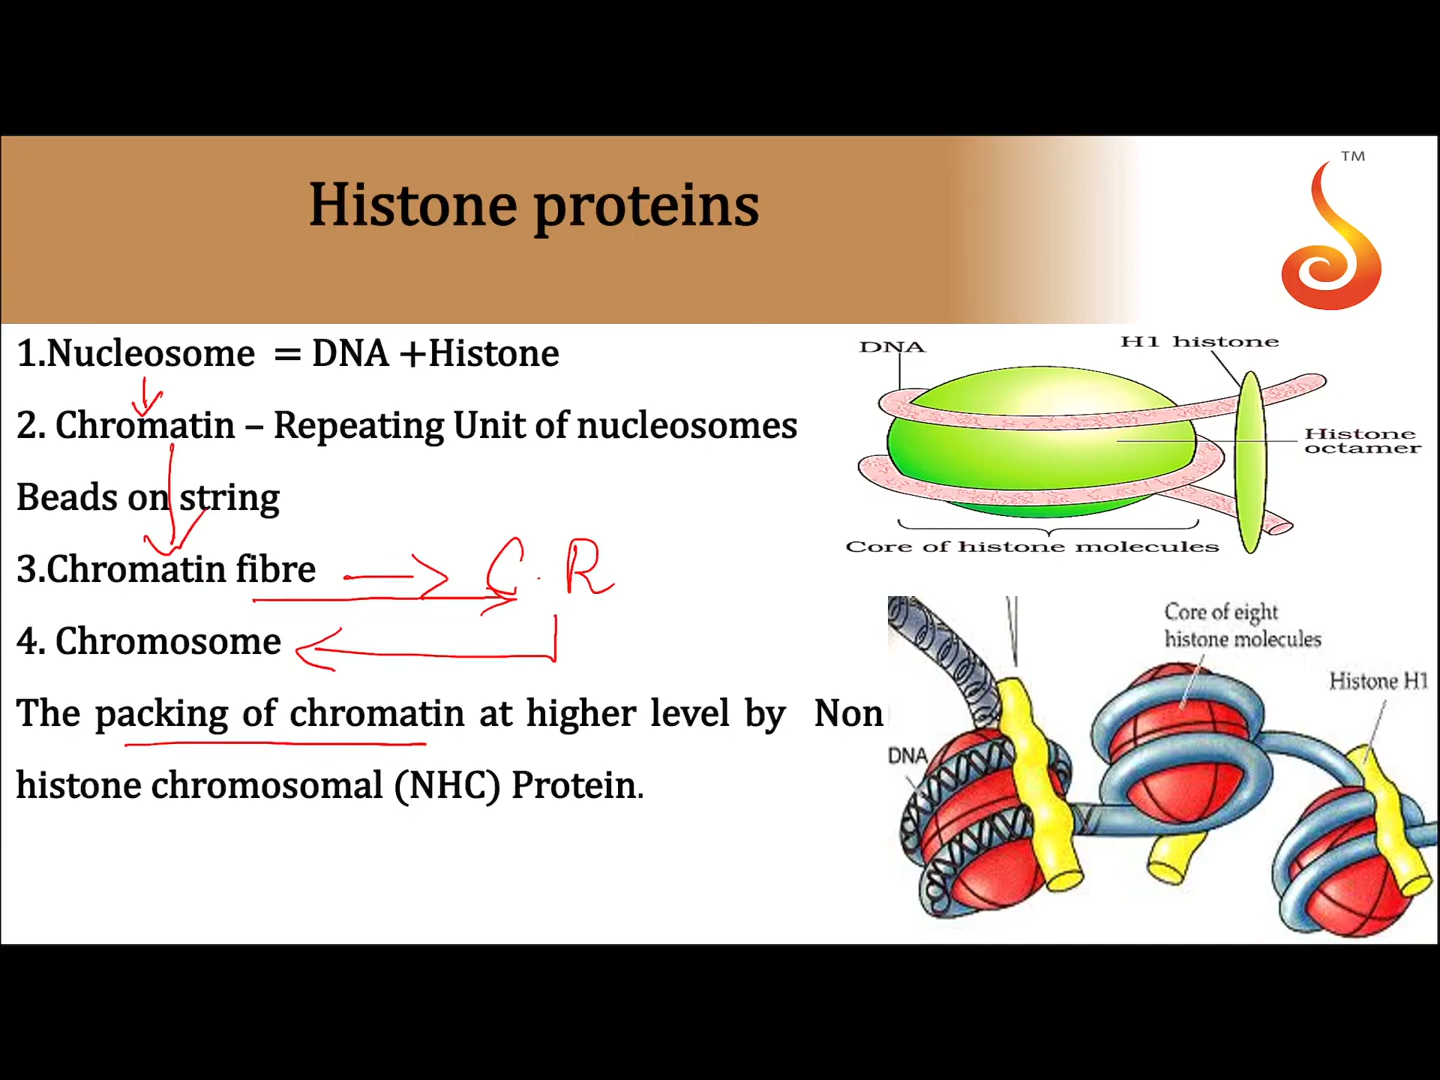 TM
Histone proteins
1.Nucleosome = DNA +Histone
2. Chromatin – Repeating Unit of nucleosomes
Beads on string
3.Chromatin fibre
C.R
4. Chromosome
The packing of chromatin at higher level by Non
histone chromosomal (NHC) Protein.
DNA
H1 histone
Histone
octamer
Core of histone molecules
Core of eight
histone molecules
Histone H1
DNA